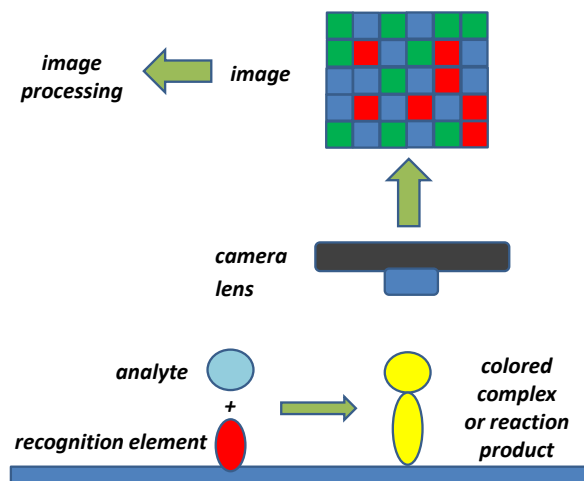 image
processing
image
camera
lens
analyte
+
recognition element
colored
complex
or reaction
product